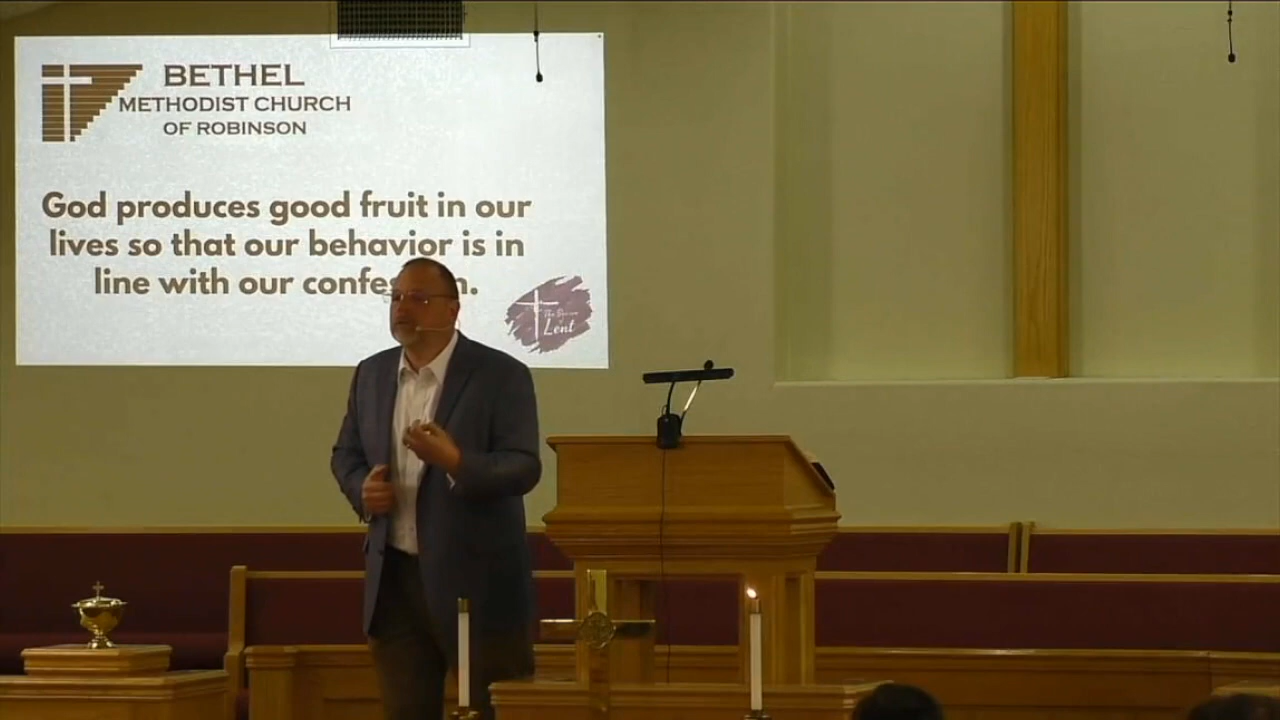 BETHEL
METHODIST CHURCH
OF ROBINSON
God produces good fruit in our
lives so that our behavior is in
line with our
The
Lent